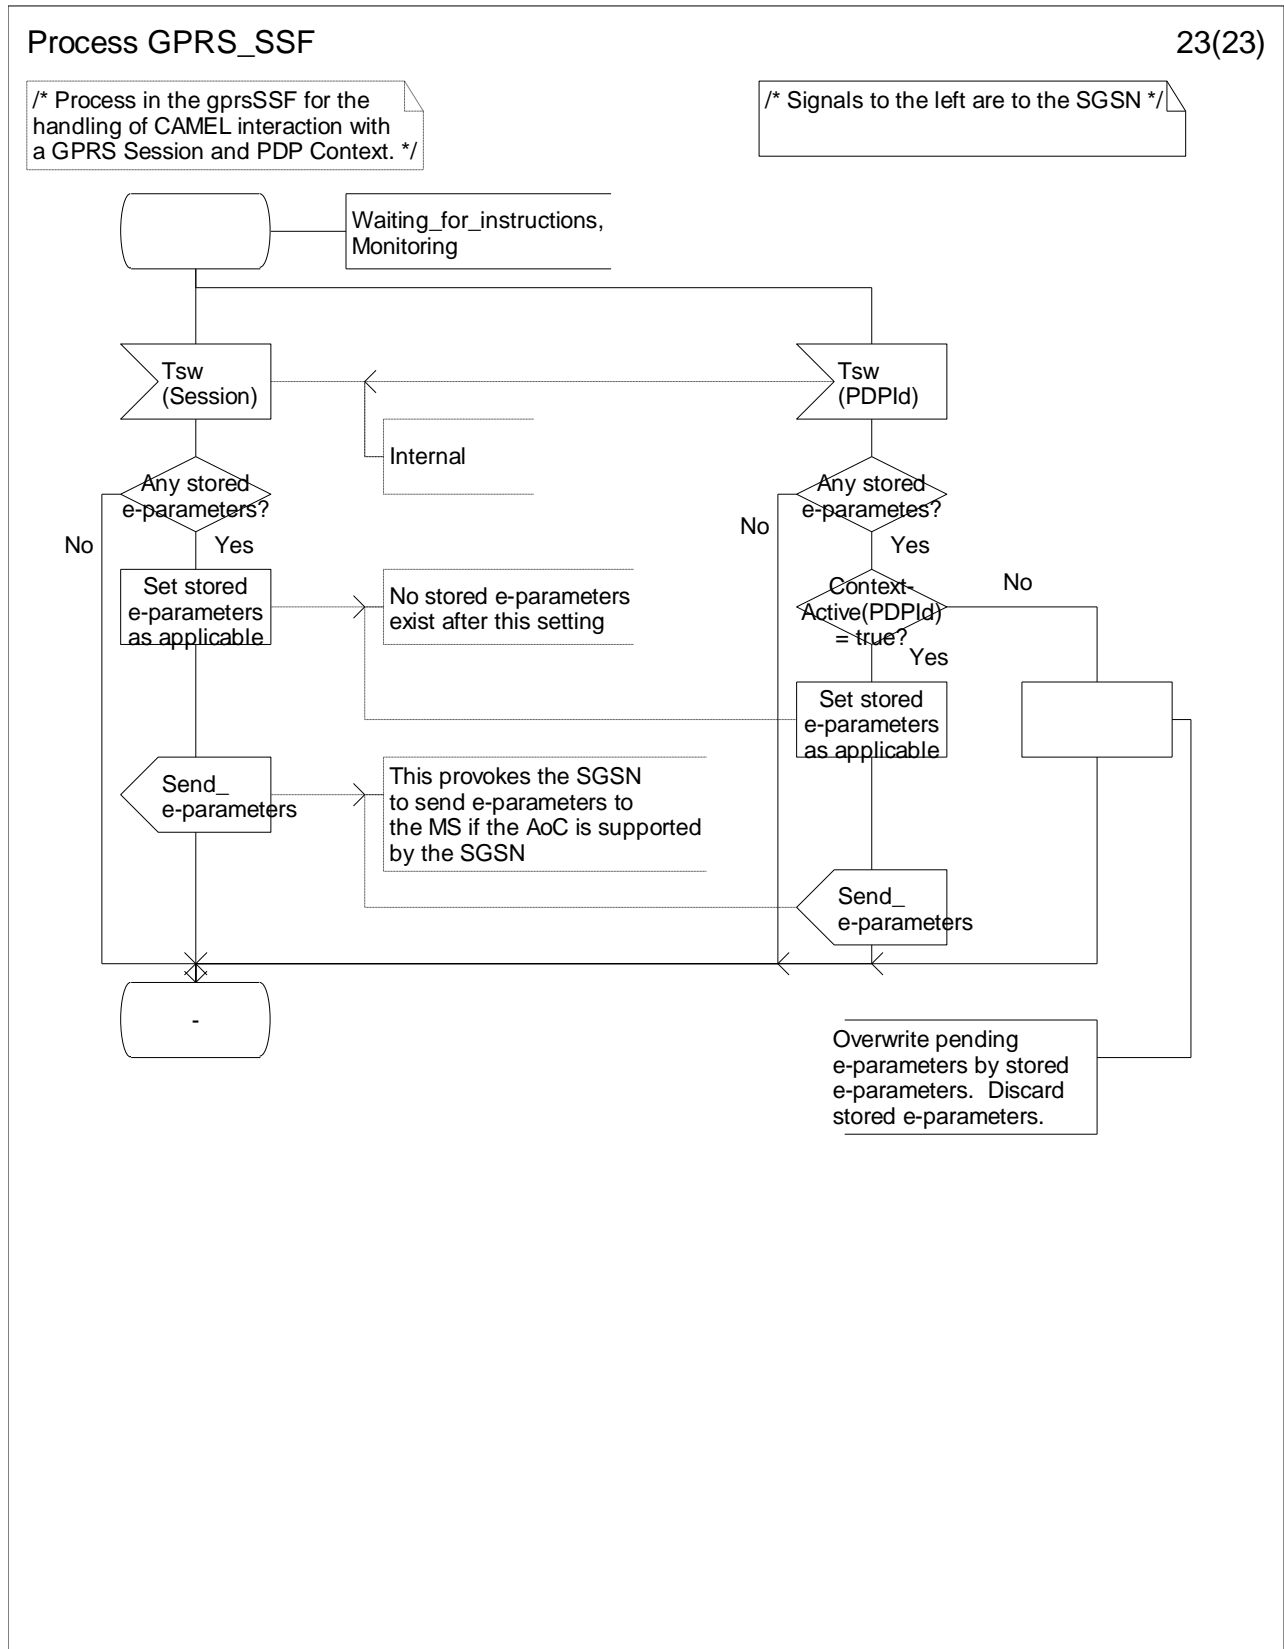 Process GPRS_SSF
23(23)
/* Process in the gprsSSF for the
handling of CAMEL interaction with
a GPRS Session and PDP Context. */
/* Signals to the left are to the SGSN */
Waiting_for_instructions,
Monitoring
Tsw
(Session)
Tsw
(PDPId)
Internal
Any stored
e-parameters?
Any stored
e-parametes?
No
Yes
No
Yes
Set stored
e-parameters
as applicable
No stored e-parameters
exist after this setting
Context-
Active(PDPId)
= true?
No
Yes
Set stored
e-parameters
as applicable
Send_
e-parameters
This provokes the SGSN
to send e-parameters to
the MS if the AoC is supported
by the SGSN
Send_
e-parameters
-
Overwrite pending
e-parameters by stored
e-parameters.  Discard
stored e-parameters.